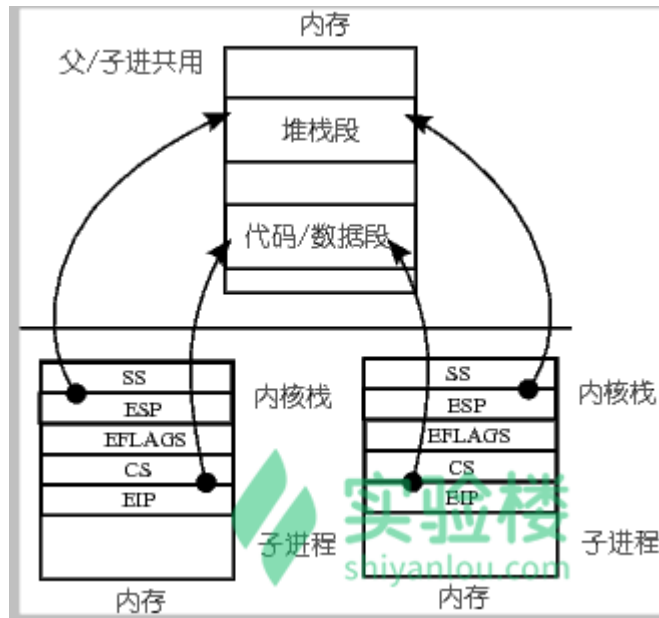 内存
父/子进共用
堆栈段
代码/数据段
SS
ESP
EFLAGS
CS
EIP
内核栈
子进程
内存
SS
ESP
EFLAGS
CS
EIP
内核栈
子进程
内存
实验楼
shiyanlou.com